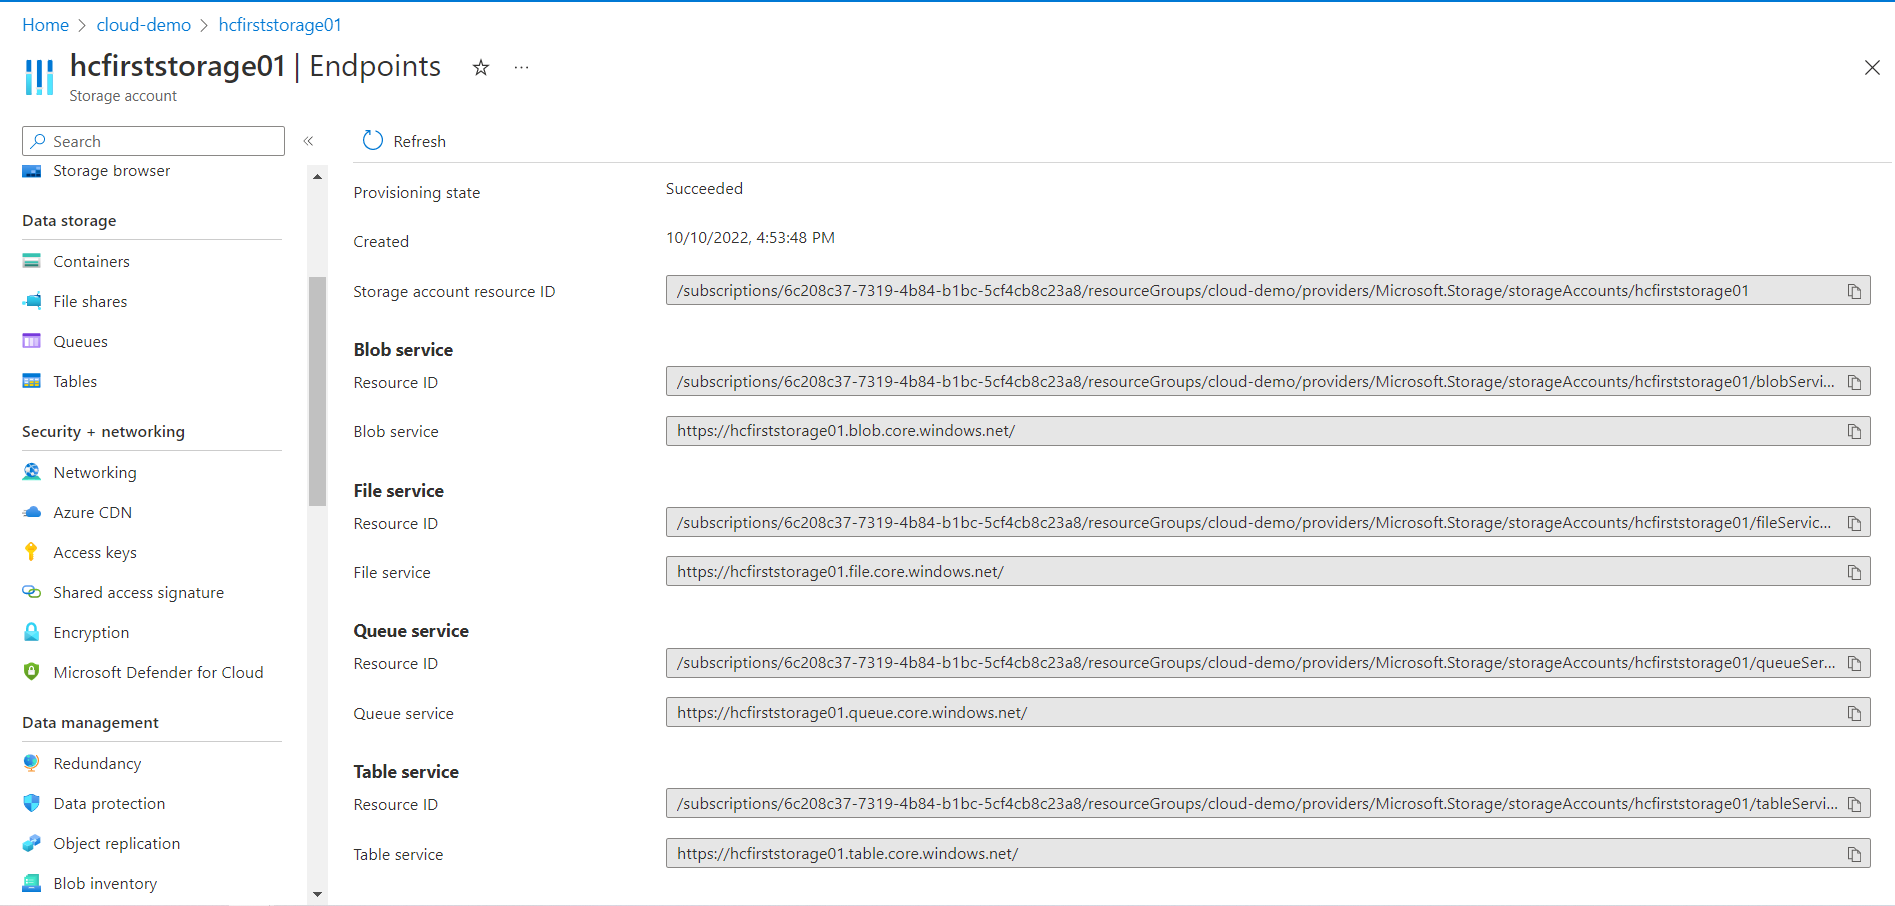 Home > cloud-demo > hcfirststorage01
hcfirststorage01 | Endpoints
Storage account
Search
Storage browser
Data storage
Containers
File shares
Queues
Tables
Security + networking
Networking
Azure CDN
Access keys
Shared access signature
Encryption
Microsoft Defender for Cloud
Data management
Redundancy
Data protection
Object replication
Blob inventory
Refresh
Provisioning state Succeeded
Created 10/10/2022, 4:53:48 PM
Storage account resource ID /subscriptions/6c208c37-7319-4b84-b1bc-5cf4cb8c23a8/resourceGroups/cloud-demo/providers/Microsoft.Storage/storageAccounts/hcfirststorage01
Blob service
Resource ID /subscriptions/6c208c37-7319-4b84-b1bc-5cf4cb8c23a8/resourceGroups/cloud-demo/providers/Microsoft.Storage/storageAccounts/hcfirststorage01/blobServi...
Blob service https://hcfirststorage01.blob.core.windows.net/
File service
Resource ID /subscriptions/6c208c37-7319-4b84-b1bc-5cf4cb8c23a8/resourceGroups/cloud-demo/providers/Microsoft.Storage/storageAccounts/hcfirststorage01/fileServic...
File service https://hcfirststorage01.file.core.windows.net/
Queue service
Resource ID /subscriptions/6c208c37-7319-4b84-b1bc-5cf4cb8c23a8/resourceGroups/cloud-demo/providers/Microsoft.Storage/storageAccounts/hcfirststorage01/queueSer...
Queue service https://hcfirststorage01.queue.core.windows.net/
Table service
Resource ID /subscriptions/6c208c37-7319-4b84-b1bc-5cf4cb8c23a8/resourceGroups/cloud-demo/providers/Microsoft.Storage/storageAccounts/hcfirststorage01/tableServi...
Table service https://hcfirststorage01.table.core.windows.net/